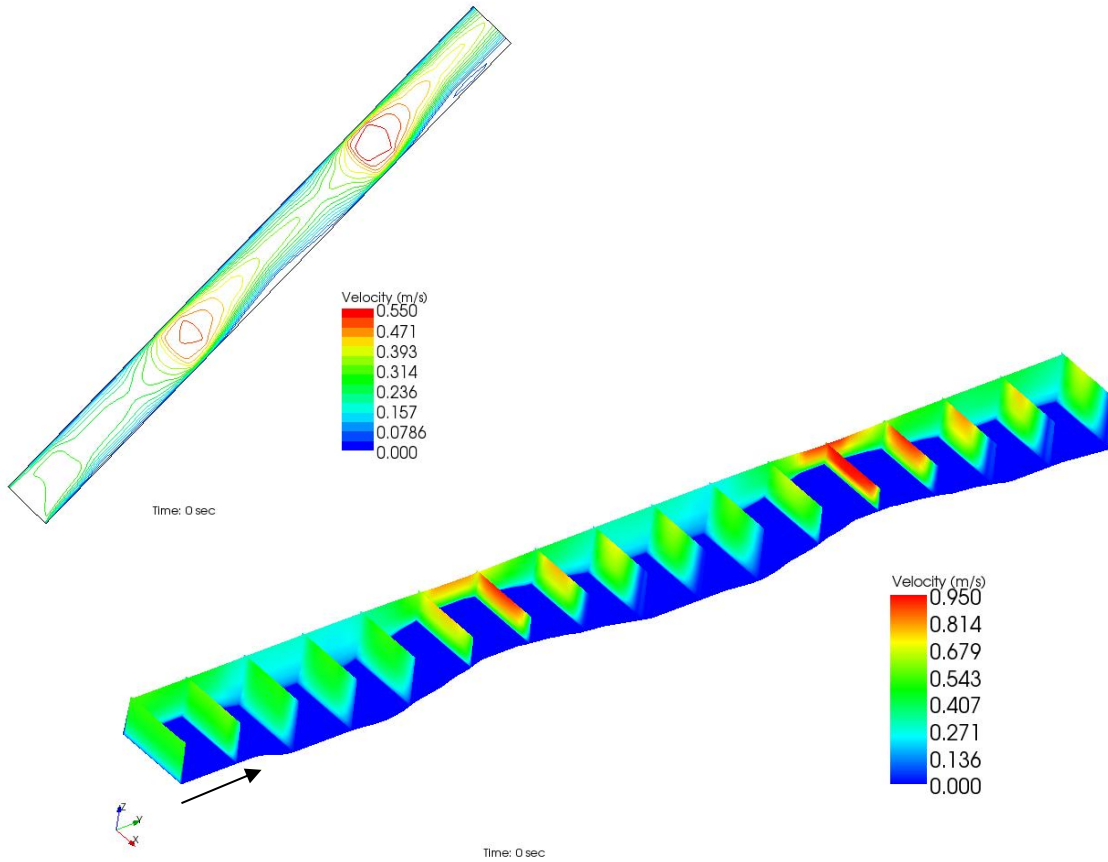 Velocity (m/s)
0.550
0.471
0.393
0.314
0.236
0.157
0.0786
0.000
Time: 0 sec
Velocity (m/s)
0.950
0.814
0.679
0.543
0.407
0.271
0.136
0.000
Z
Y
X
Time: 0 sec